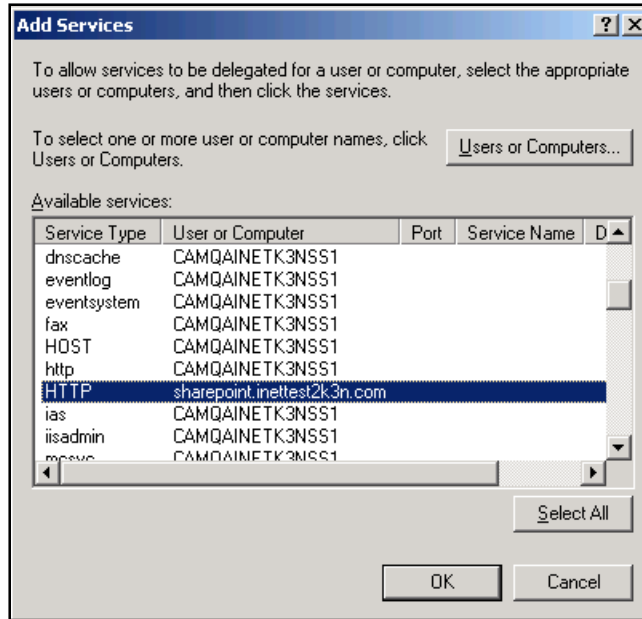 Add Services
To allow services to be delegated for a user or computer, select the appropriate
users or computers, and then click the services.
To select one or more user or computer names, click
Users or Computers.
Users or Computers...
Available services:
Service Type User or Computer Port Service Name D
dnscache CAMQAINETK3NSS1
eventlog CAMQAINETK3NSS1
eventsystem CAMQAINETK3NSS1
fax CAMQAINETK3NSS1
HOST CAMQAINETK3NSS1
http CAMQAINETK3NSS1
HTTP sharepoint.inettest2k3n.com
ias CAMQAINETK3NSS1
iisadmin CAMQAINETK3NSS1
mcsvc CAMQAINETK3NSS1
Select All
OK Cancel